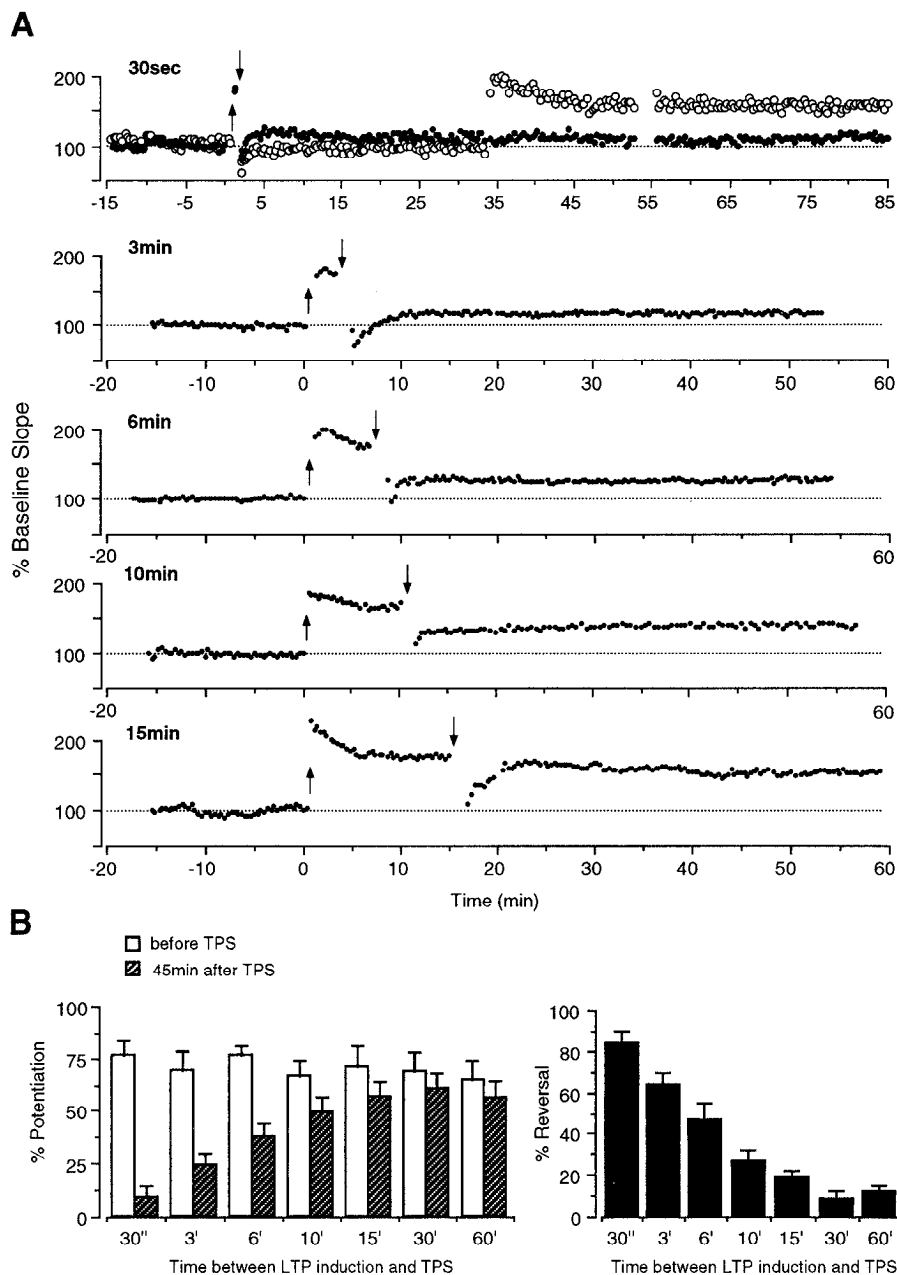 A
30sec
200
100
-15 -5 5 15 25 35 45 55 65 75 85
3min
200
100
-20 -10 0 10 20 30 40 50 60
6min
200
100
-20 60
10min
200
100
-20 60
15min
200
100
-20 -10 0 10 20 30 40 50 60
% Baseline Slope
Time (min)
B
before TPS
45min after TPS
% Potentiation
100
75
50
25
0
30" 3' 6' 10' 15' 30' 60'
Time between LTP induction and TPS
% Reversal
100
80
60
40
20
0
30" 3' 6' 10' 15' 30' 60'
Time between LTP induction and TPS